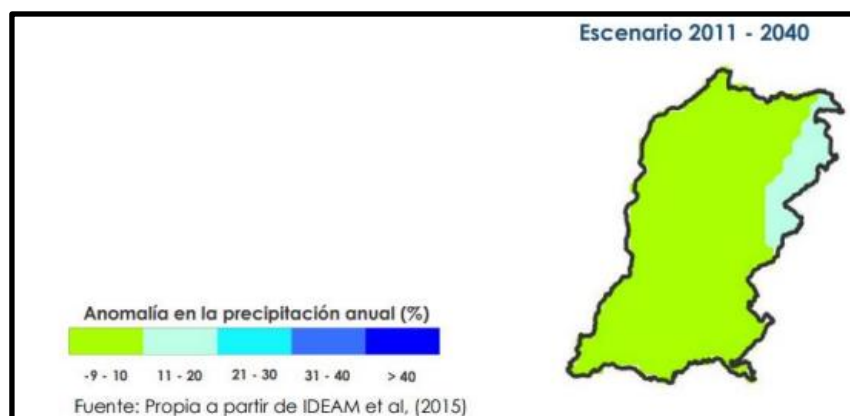 Escenario 2011 - 2040
Anomalía en la precipitación anual (%)
-9 - 10 11 - 20 21 - 30 31 - 40 > 40
Fuente: Propia a partir de IDEAM et al, (2015)